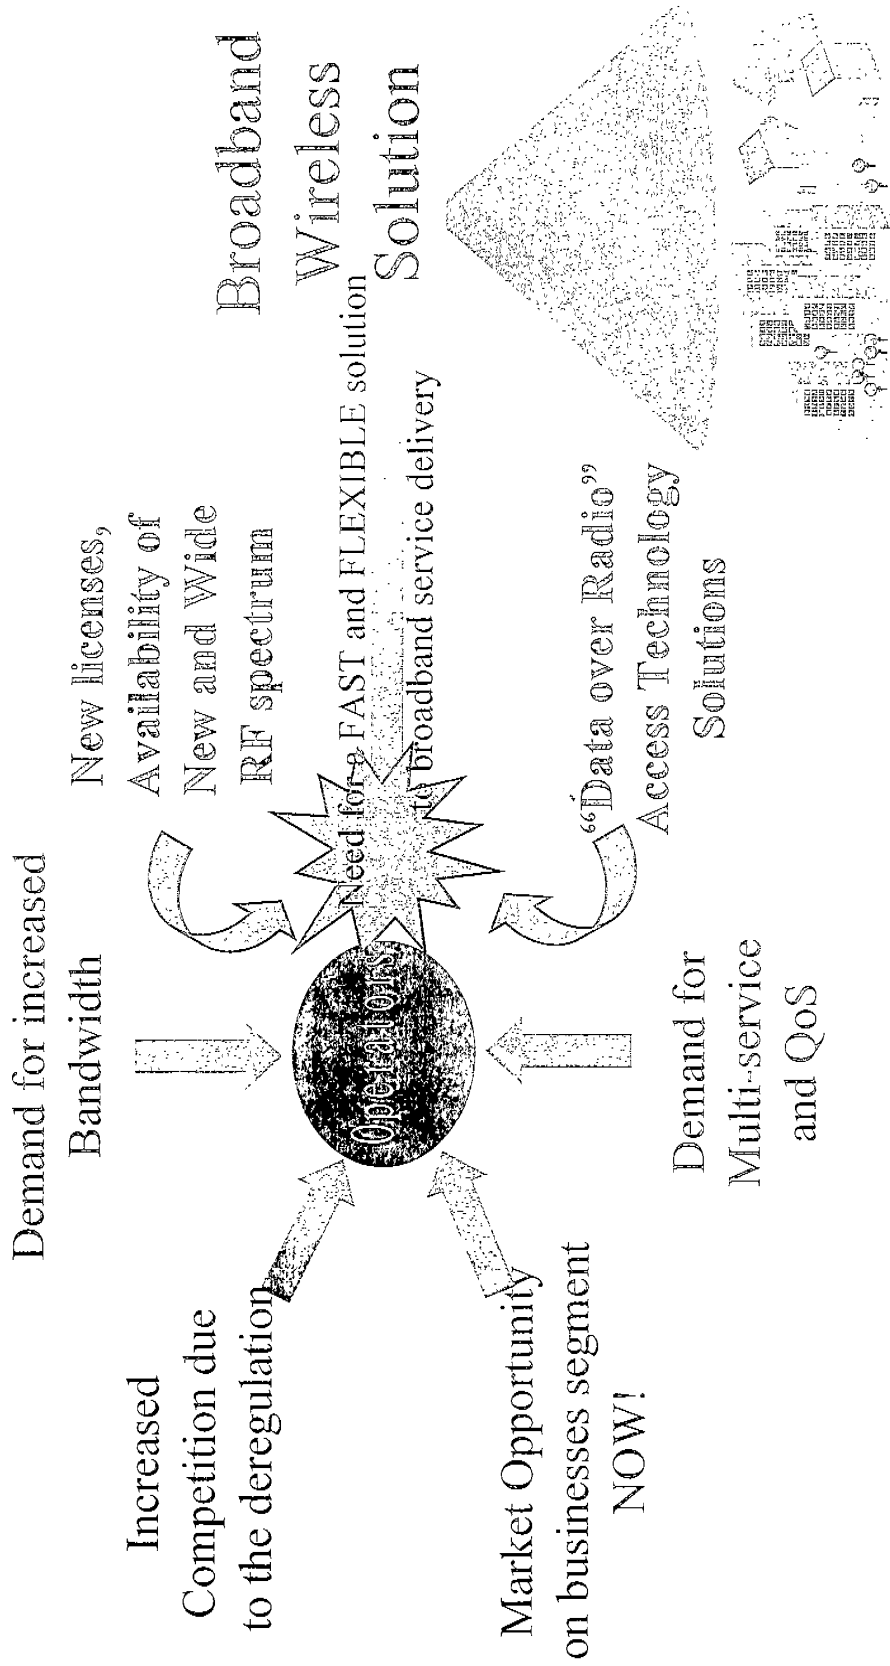 Demand for increased
Bandwidth
Increased
Competition due
to the deregulation
New licenses,
Availability of
New and Wide
RF spectrum
Broadband
Wireless
Solution
Operators
Need for a FAST and FLEXIBLE solution
to broadband service delivery
Market Opportunity
on businesses segment
NOW!
Demand for
Multi-service
and QoS
“Data over Radio”
Access Technology
Solutions